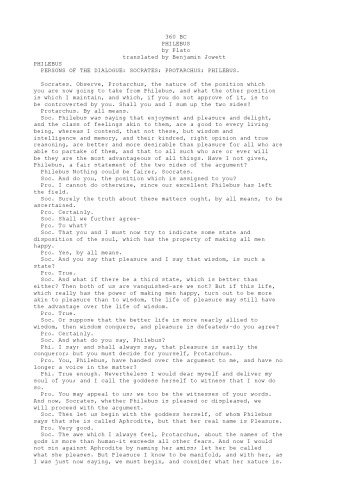 360 BC
PHILEBUS
by Plato
translated by Benjamin Jowett
PHILEBUS
PERSONS OF THE DIALOGUE: SOCRATES; PROTARCHUS; PHILEBUS.
Socrates. Observe, Protarchus, the nature of the position which
you are now going to take from Philebus, and what the other position
is which I maintain, and which, if you do not approve of it, is to
be controverted by you. Shall you and I sum up the two sides?
Protarchus. By all means.
Soc. Philebus was saying that enjoyment and pleasure and delight,
and the class of feelings akin to them, are a good to every living
being, whereas I contend, that not these, but wisdom and
intelligence and memory, and their kindred, right opinion and true
reasoning, are better and more desirable than pleasure for all who are
able to partake of them, and that to all such who are or ever will
be they are the most advantageous of all things. Have I not given,
Philebus, a fair statement of the two sides of the argument?
Philebus Nothing could be fairer, Socrates.
Soc. And do you, the position which is assigned to you?
Pro. I cannot do otherwise, since our excellent Philebus has left
the field.
Soc. Surely the truth about these matters ought, by all means, to be
ascertained.
Pro. Certainly.
Soc. Shall we further agree-
Pro. To what?
Soc. That you and I must now try to indicate some state and
disposition of the soul, which has the property of making all men
happy.
Pro. Yes, by all means.
Soc. And you say that pleasure and I say that wisdom, is such a
state?
Pro. True.
Soc. And what if there be a third state, which is better than
either? Then both of us are vanquished-are we not? But if this life,
which really has the power of making men happy, turn out to be more
akin to pleasure than to wisdom, the life of pleasure may still have
the advantage over the life of wisdom.
Pro. True.
Soc. Or suppose that the better life is more nearly allied to
wisdom, then wisdom conquers, and pleasure is defeated;-do you agree?
Pro. Certainly.
Soc. And what do you say, Philebus?
Phi. I say; and shall always say, that pleasure is easily the
conqueror; but you must decide for yourself, Protarchus.
Pro. You, Philebus, have handed over the argument to me, and have no
longer a voice in the matter?
Phi. True enough. Nevertheless I would dear myself and deliver my
soul of you; and I call the goddess herself to witness that I now do
so.
Pro. You may appeal to us; we too be the witnesses of your words.
And now, Socrates, whether Philebus is pleased or displeased, we
will proceed with the argument.
Soc. Then let us begin with the goddess herself, of whom Philebus
says that she is called Aphrodite, but that her real name is Pleasure.
Pro. Very good.
Soc. The awe which I always feel, Protarchus, about the names of the
gods is more than human-it exceeds all other fears. And now I would
not sin against Aphrodite by naming her amiss; let her be called
what she pleases. But Pleasure I know to be manifold, and with her, as
I was just now saying, we must begin, and consider what her nature is.